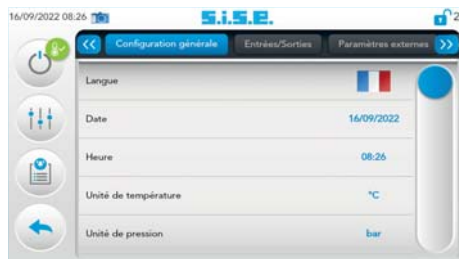 16/09/2022 08:26
s.i.s.e.
2
<< Configuration générale Entrées/Sorties Paramètres externes >>
Langue
Date 16/09/2022
Heure 08:26
Unité de température °C
Unité de pression bar